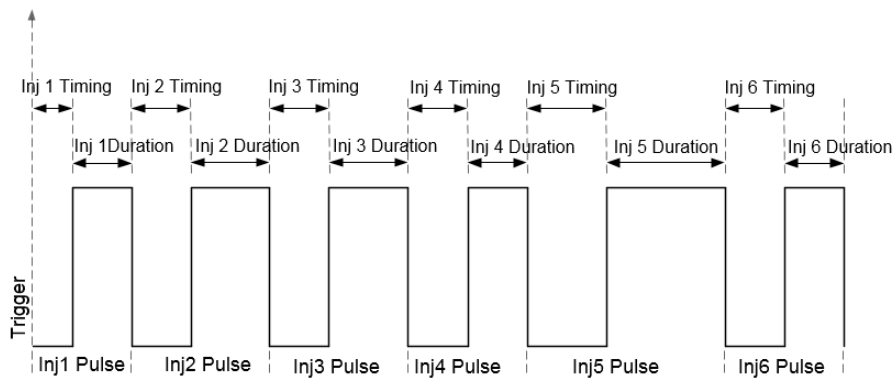 Inj 1 Timing Inj 2 Timing Inj 3 Timing Inj 4 Timing Inj 5 Timing Inj 6 Timing
Inj 1Duration Inj 2 Duration Inj 3 Duration Inj 4 Duration Inj 5 Duration Inj 6 Duration
Trigger
Inj1 Pulse Inj2 Pulse Inj3 Pulse Inj4 Pulse Inj5 Pulse Inj6 Pulse